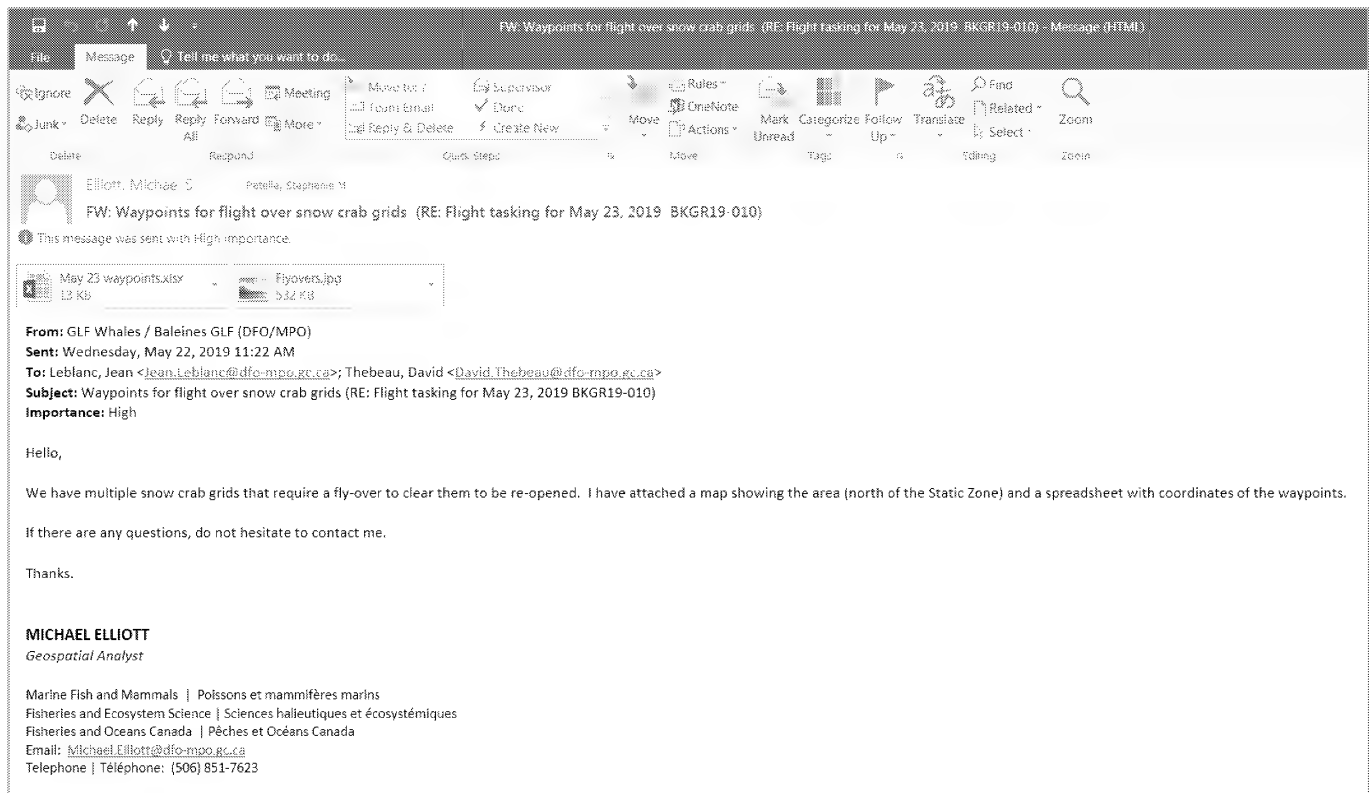 FW: Waypoints for flight over snow crab grids (RE: Flight tasking for May 23, 2019 BKGR19-010) - Message (HTML)
File Message Tell me what you want to do...
Ignore Meeting Move to: ? Supervisor Rules Find
Team Email Done OneNote Related
Junk Delete Reply Reply All Forward More Reply & Delete Create New Move Actions Mark Unread Categorize Follow Up Translate Select Zoom
Delete Respond Quick Steps Move Tags Editing Zoom
Elliott, Michael S Patella, Stephanie M
FW: Waypoints for flight over snow crab grids (RE: Flight tasking for May 23, 2019 BKGR19-010)
This message was sent with High importance.
May 23 waypoints.xlsx Flyovers.jpg
13 KB 532 KB
From: GLF Whales / Baleines GLF (DFO/MPO)
Sent: Wednesday, May 22, 2019 11:22 AM
To: Leblanc, Jean <Jean.Leblanc@dfo-mpo.gc.ca>; Thebeau, David <David.Thebeau@dfo-mpo.gc.ca>
Subject: Waypoints for flight over snow crab grids (RE: Flight tasking for May 23, 2019 BKGR19-010)
Importance: High
Hello,
We have multiple snow crab grids that require a fly-over to clear them to be re-opened. I have attached a map showing the area (north of the Static Zone) and a spreadsheet with coordinates of the waypoints.
If there are any questions, do not hesitate to contact me.
Thanks.
MICHAEL ELLIOTT
Geospatial Analyst
Marine Fish and Mammals | Poissons et mammifères marins
Fisheries and Ecosystem Science | Sciences halieutiques et écosystémiques
Fisheries and Oceans Canada | Pêches et Océans Canada
Email: Michael.Elliott@dfo-mpo.gc.ca
Telephone | Téléphone: (506) 851-7623